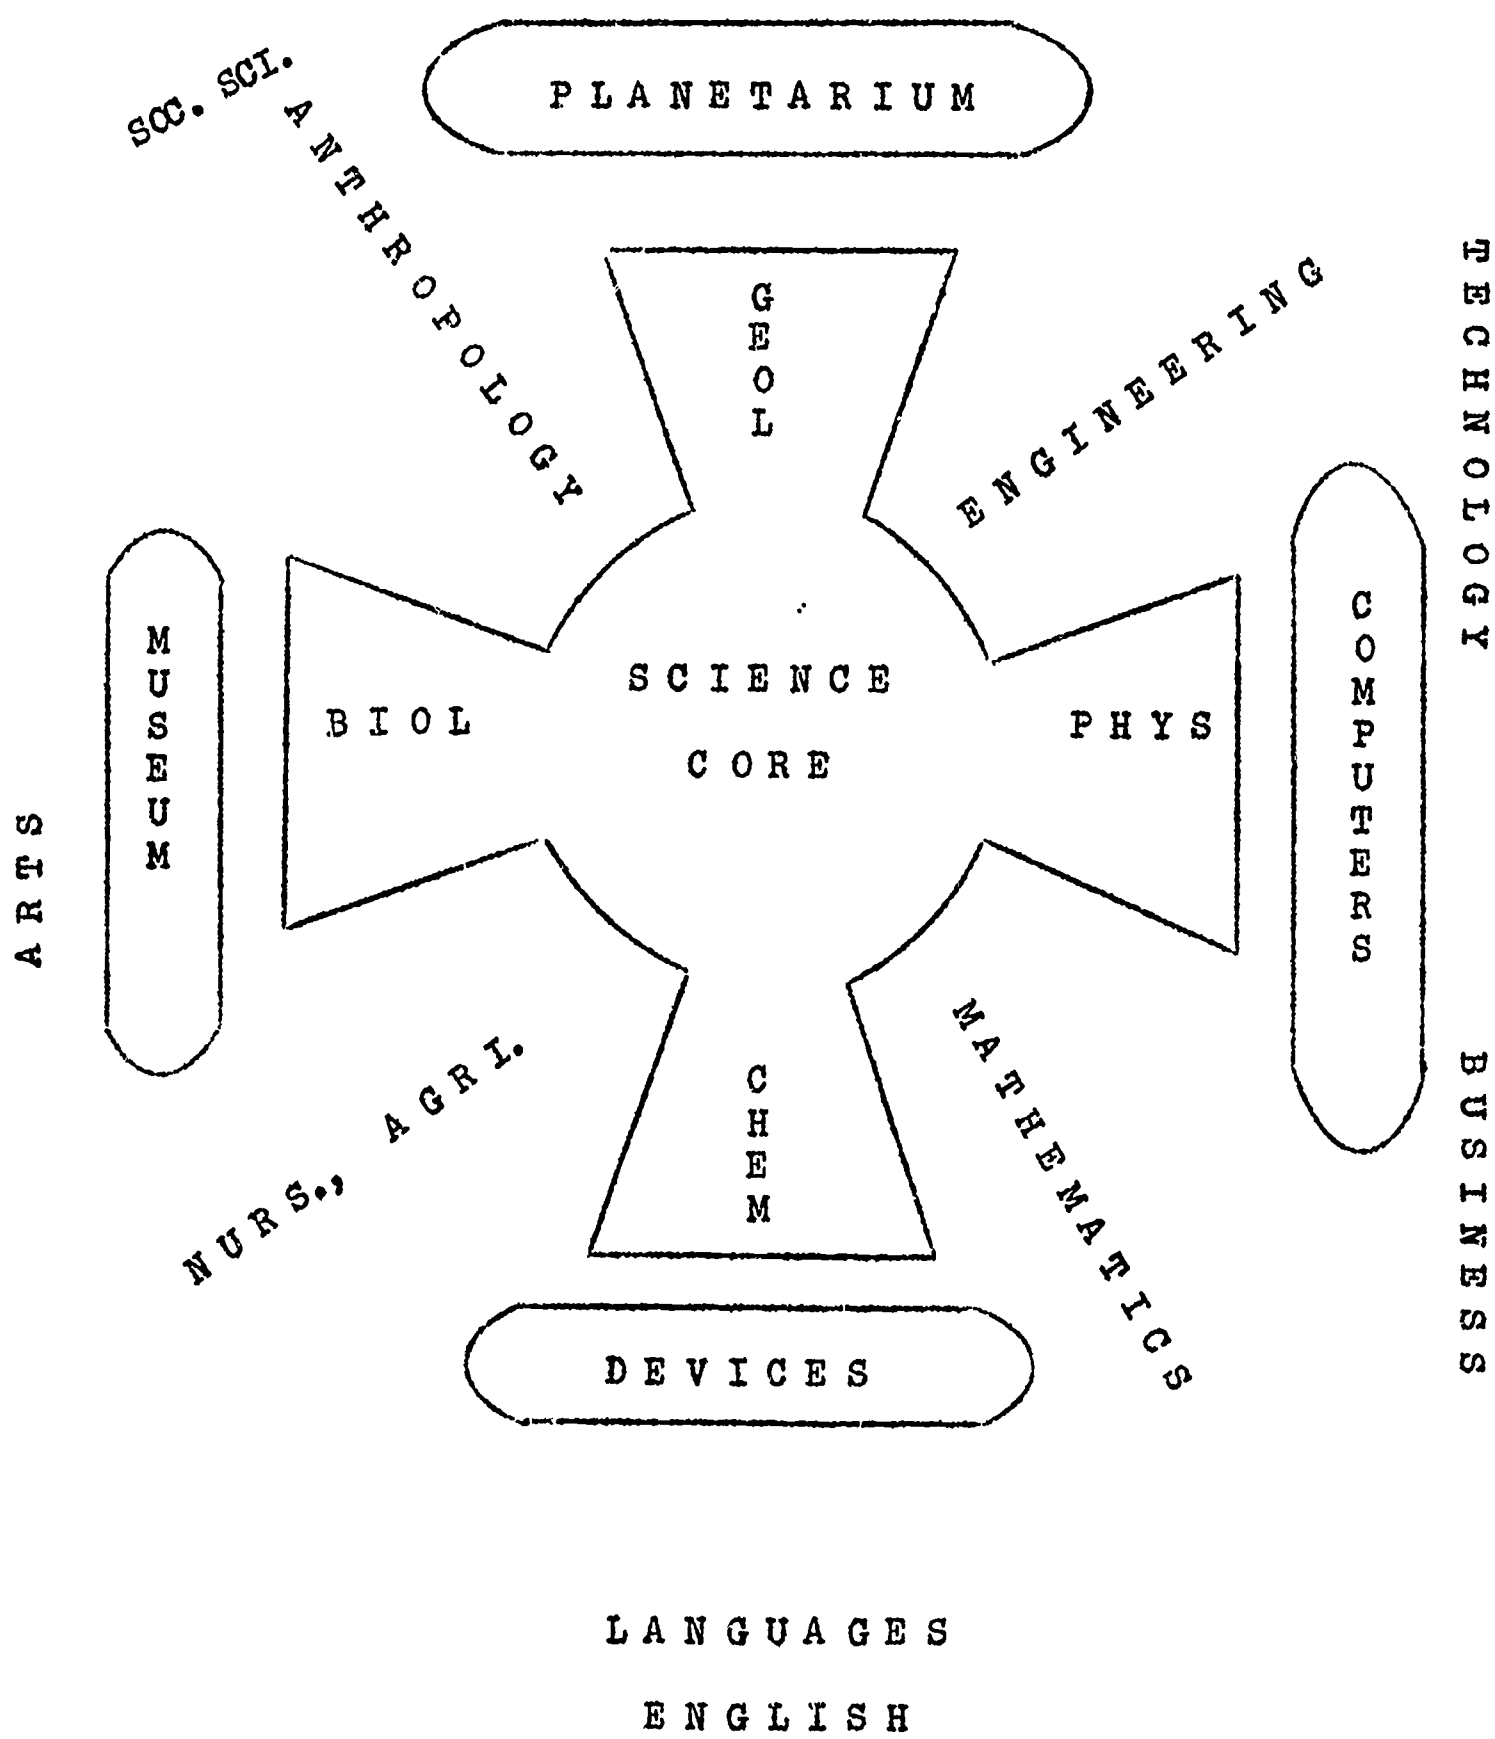 PLANETARIUM
SOC. SCI.
ANTHROPOLOGY
GEOL
ENGINEERING
TECHNOLOGY
MUSEUM
BIOL
SCIENCE
CORE
PHYS
COMPUTERS
ARTS
NURS., AGRI.
CHEM
MATHEMATICS
BUSINESS
DEVICES
LANGUAGES
ENGLISH